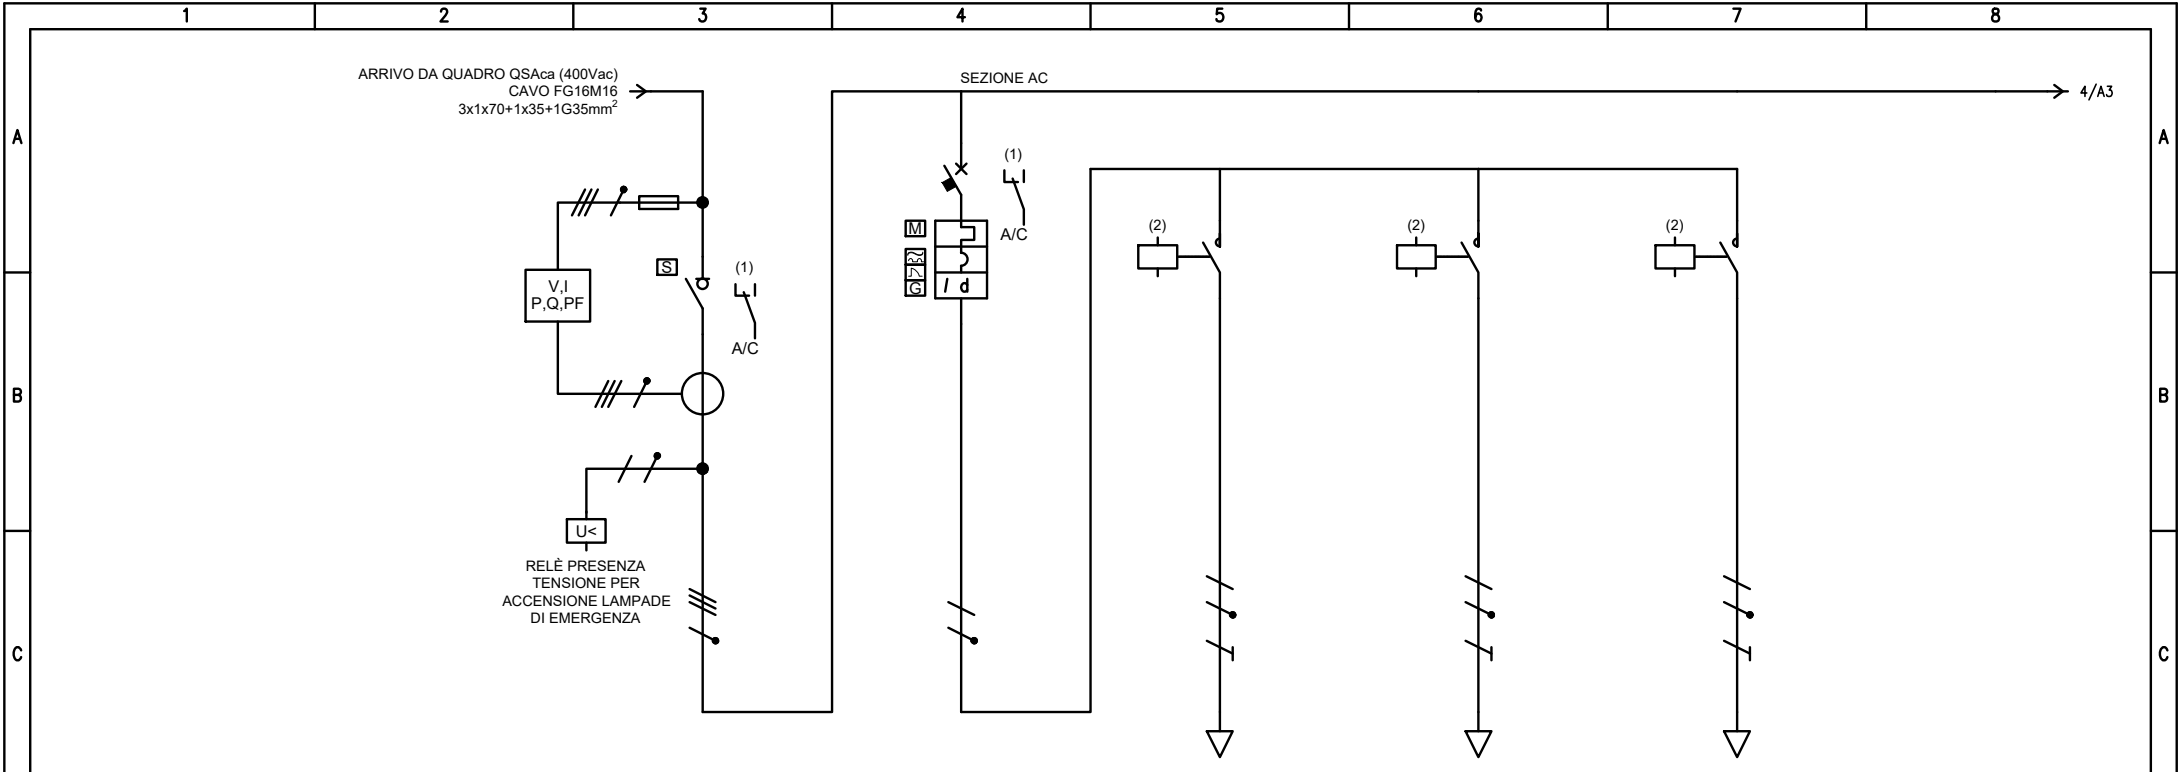 1 2 3 4 5 6 7 8
ARRIVO DA QUADRO QSAca (400Vac)
CAVO FG16M16
3x1x70+1x35+1G35mm²
SEZIONE AC
4/A3
A
A
(1)
A/C
M
G
I d
(2)
(2)
(2)
S
(1)
A/C
V,I
P,Q,PF
B
B
U<
RELÈ PRESENZA
TENSIONE PER
ACCENSIONE LAMPADE
DI EMERGENZA
C
C